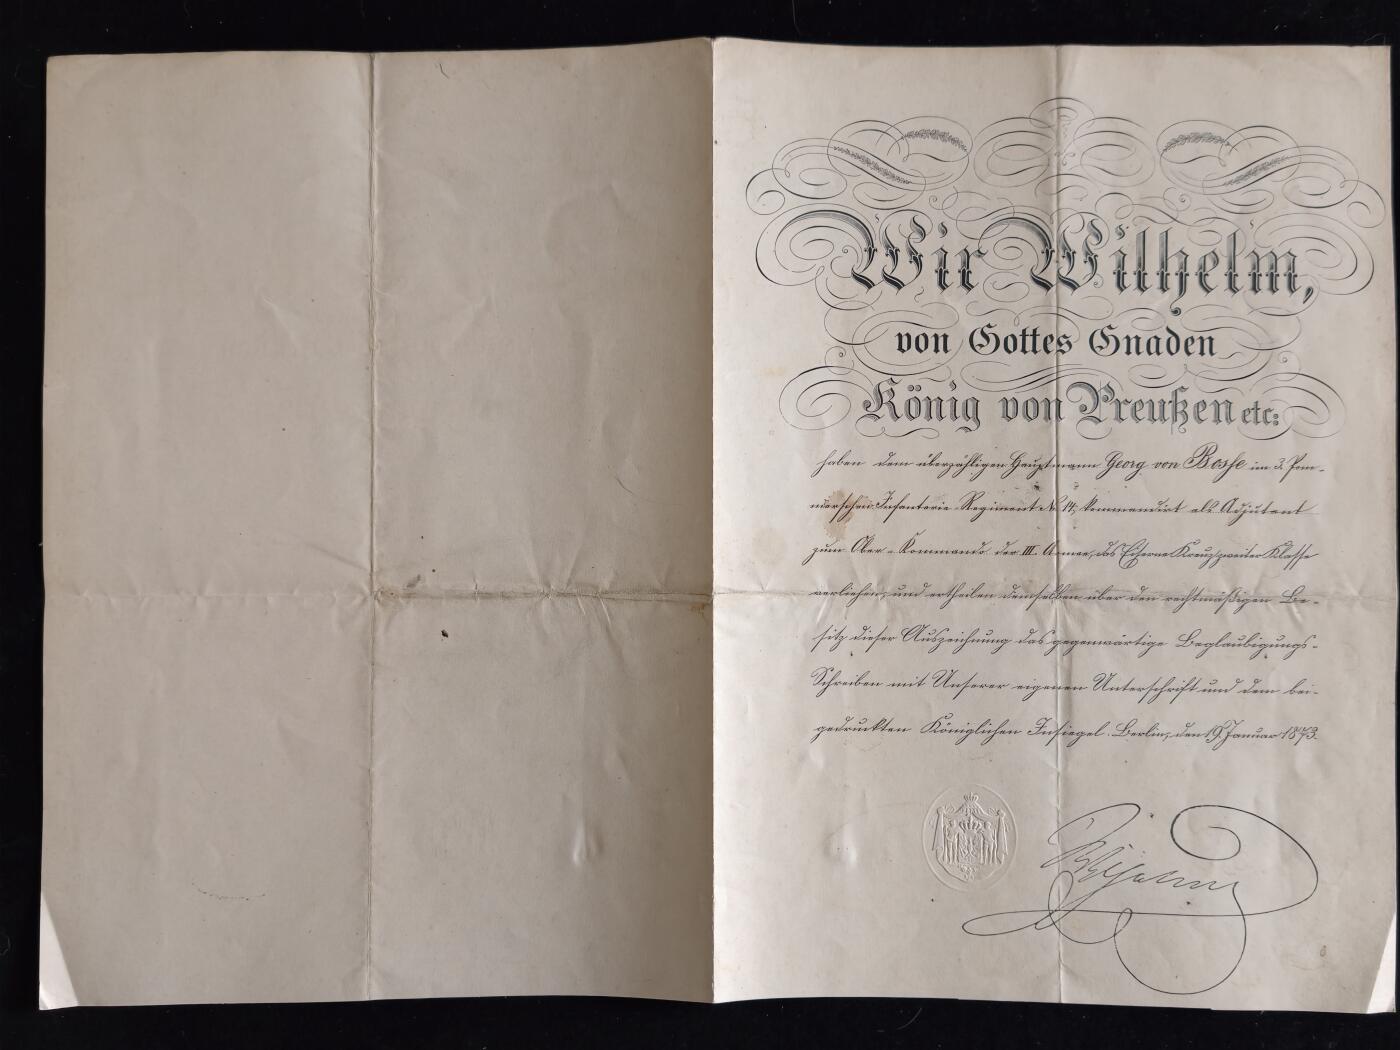 Wir Wilhelm,
von Gottes Gnaden
König von Preußen etc:
haben dem überzähligen Hauptmann Georg von Bosse im 3. Pom-
merschen Infanterie-Regiment No. 14, kommandirt als Adjutant
zum Ober-Kommando der III. Armee, das Eiserne Kreuz zweiter Klasse
verliehen, und ertheilen demselben über den rechtmäßigen Be-
sitz dieser Auszeichnung das gegenwärtige Beglaubigungs-
Schreiben mit Unserer eigenen Unterschrift und dem bei-
gedruckten Königlichen Insiegel. Berlin, den 19. Januar 1873.
Wilhelm